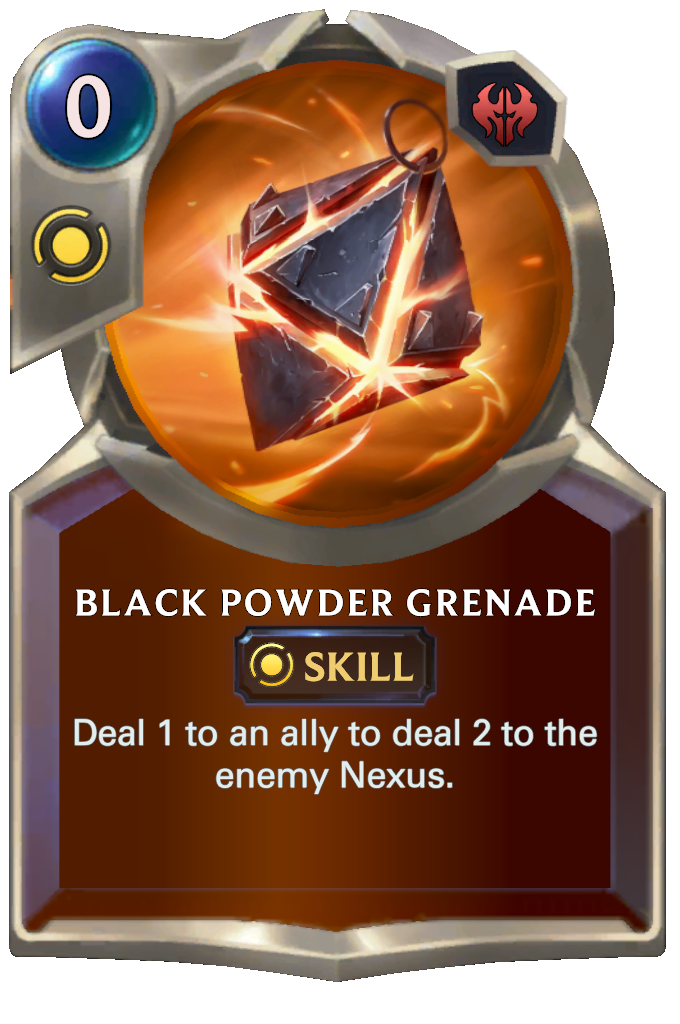 0
BLACK POWDER GRENADE
SKILL
Deal 1 to an ally to deal 2 to the
enemy Nexus.